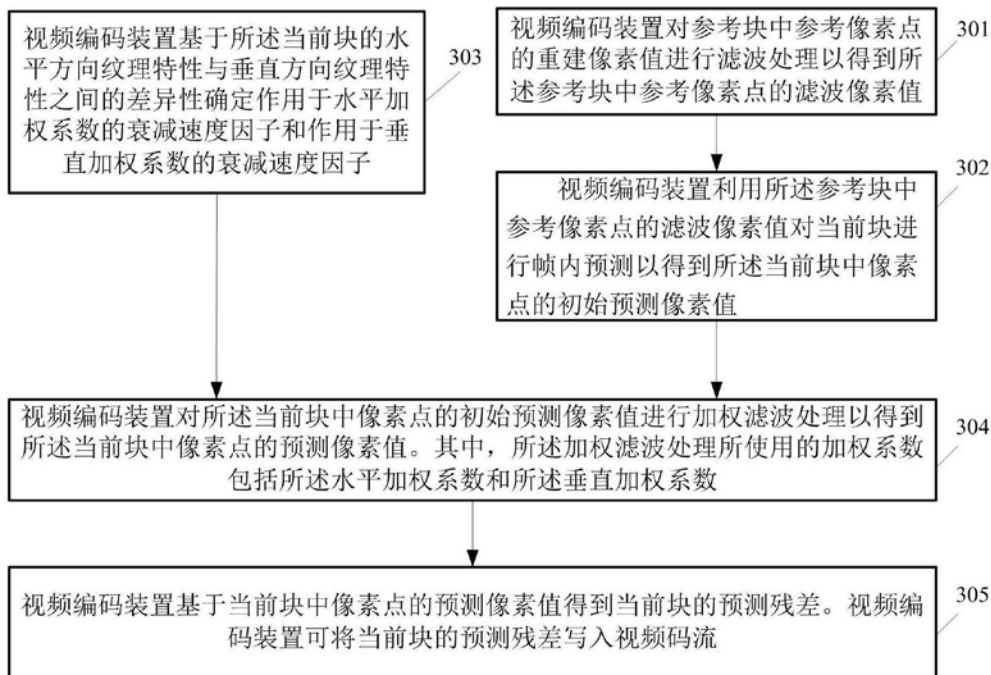 视频编码装置基于所述当前块的水
平方向纹理特性与垂直方向纹理特
性之间的差异性确定作用于水平加
权系数的衰减速度因子和作用于垂
直加权系数的衰减速度因子
303
视频编码装置对参考块中参考像素点
的重建像素值进行滤波处理以得到所
述参考块中参考像素点的滤波像素值
301
视频编码装置利用所述参考块中
参考像素点的滤波像素值对当前块进
行帧内预测以得到所述当前块中像素
点的初始预测像素值
302
视频编码装置对所述当前块中像素点的初始预测像素值进行加权滤波处理以得到
所述当前块中像素点的预测像素值。其中，所述加权滤波处理所使用的加权系数
包括所述水平加权系数和所述垂直加权系数
304
视频编码装置基于当前块中像素点的预测像素值得到当前块的预测残差。视频编
码装置可将当前块的预测残差写入视频码流
305